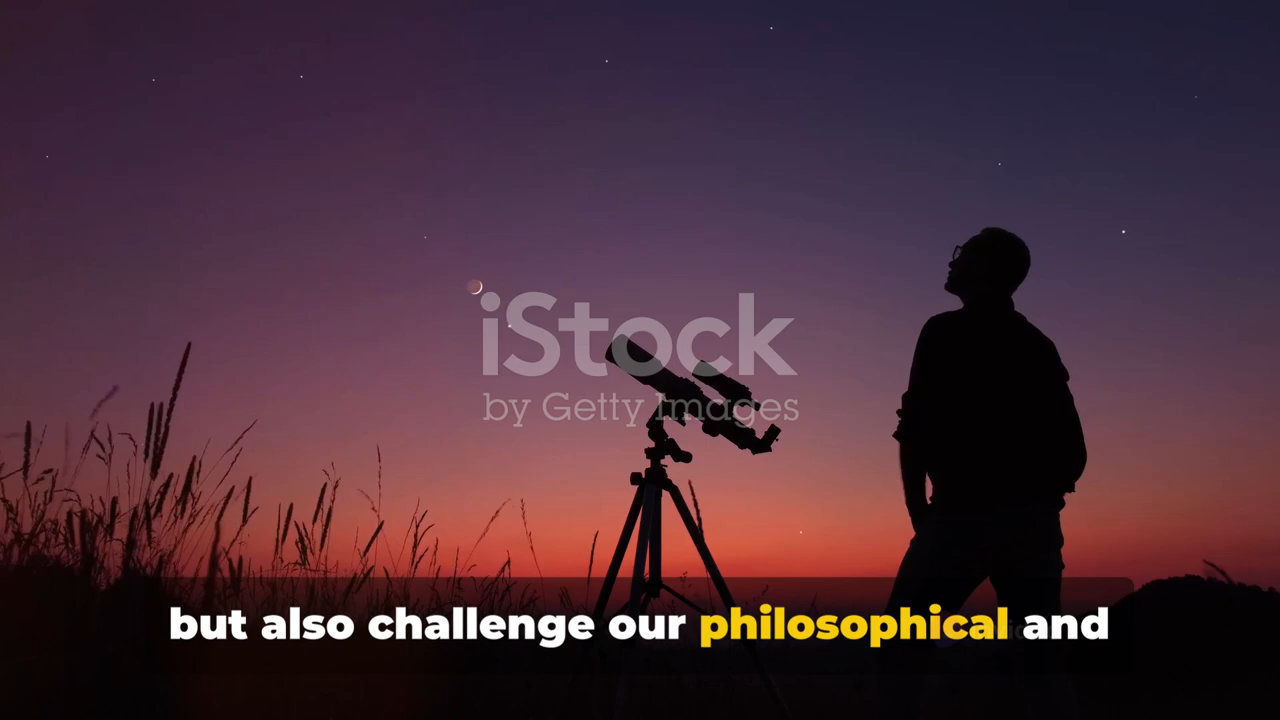 iStock
by Getty Images
but also challenge our philosophical and